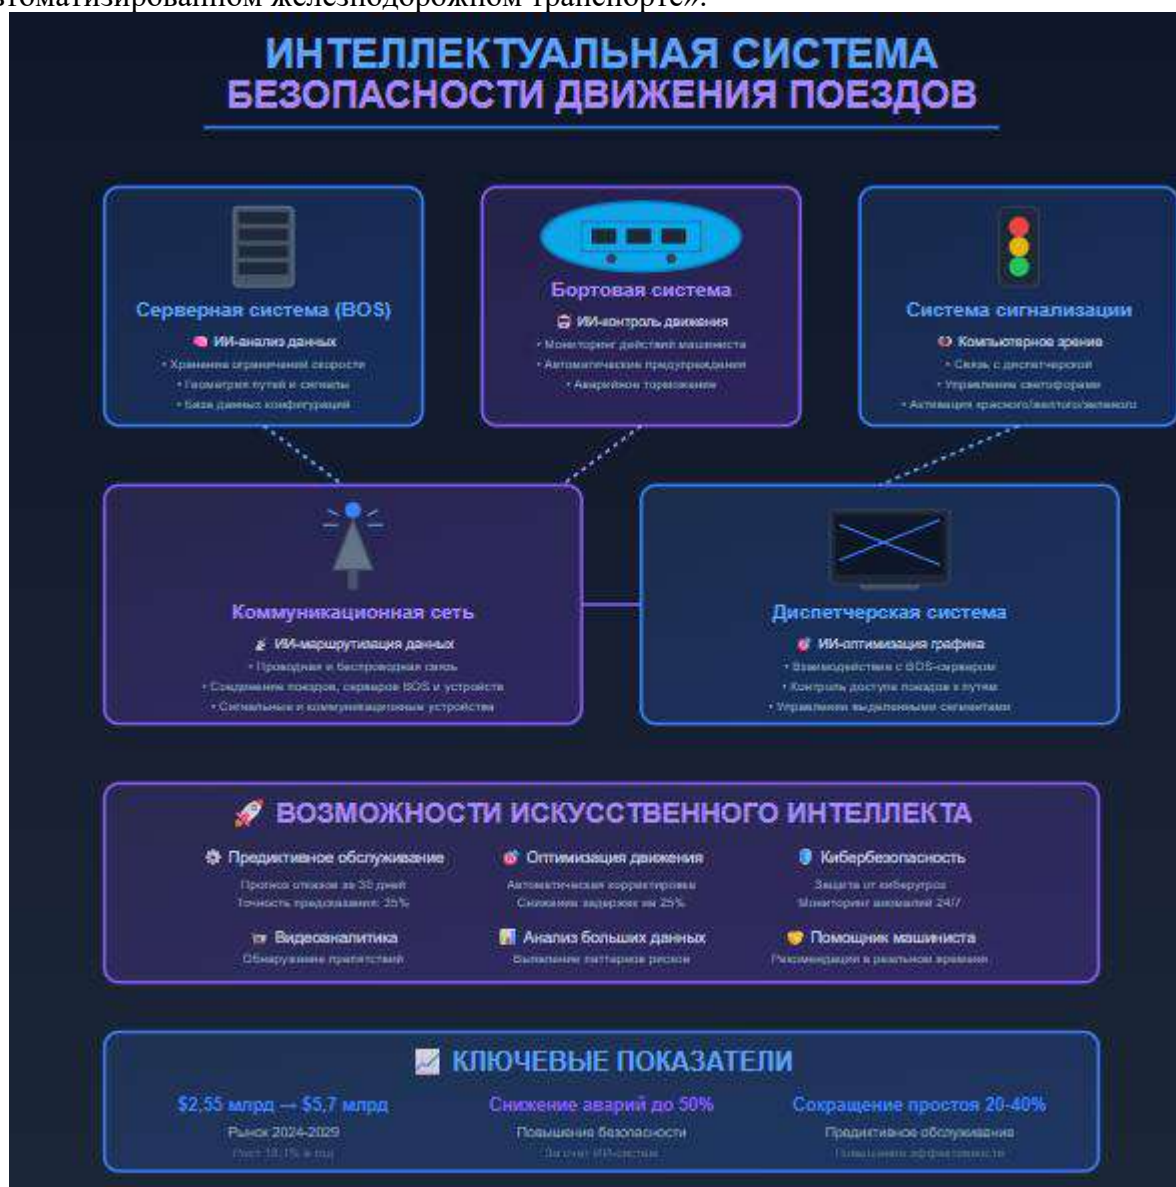 втоматизированном железнодорожном транспорте».
ИНТЕЛЛЕКТУАЛЬНАЯ СИСТЕМА
БЕЗОПАСНОСТИ ДВИЖЕНИЯ ПОЕЗДОВ
Серверная система (BOS)
ИИ-анализ данных
• Хранение ограничений скорости
• Геометрия путей и сигналы
• База данных конфигураций
Бортовая система
ИИ-контроль движения
• Мониторинг действий машиниста
• Автоматические предупреждения
• Аварийное торможение
Система сигнализации
Компьютерное зрение
• Связь с диспетчерской
• Управление светофорами
• Активация красного/желтого/зеленого
Коммуникационная сеть
ИИ-маршрутизация данных
• Проводная и беспроводная связь
• Соединение поездов, серверов BOS и устройств
• Сигнальные и коммуникационные устройства
Диспетчерская система
ИИ-оптимизация графика
• Взаимодействие с BOS-сервером
• Контроль доступа поездов к путям
• Управление выделенными сегментами
ВОЗМОЖНОСТИ ИСКУССТВЕННОГО ИНТЕЛЛЕКТА
Предиктивное обслуживание
Прогноз отказов за 30 дней
Точность предсказания:
Оптимизация движения
Автоматическая корректировка
Снижение задержек на 25%
Кибербезопасность
Защита от киберугроз
Мониторинг аномалий 24/7
Видеоаналитика
Обнаружение препятствий
Анализ больших данных
Выявление паттернов рисков
Помощник машиниста
Рекомендации в реальном времени
КЛЮЧЕВЫЕ ПОКАЗАТЕЛИ
$2,55 млрд → $5,7 млрд
Рынок 2024-2029
Снижение аварий до 50%
Повышение безопасности
За счет ИИ-систем
Сокращение простоя 20-40%
Предиктивное обслуживание
Повышение эффективности